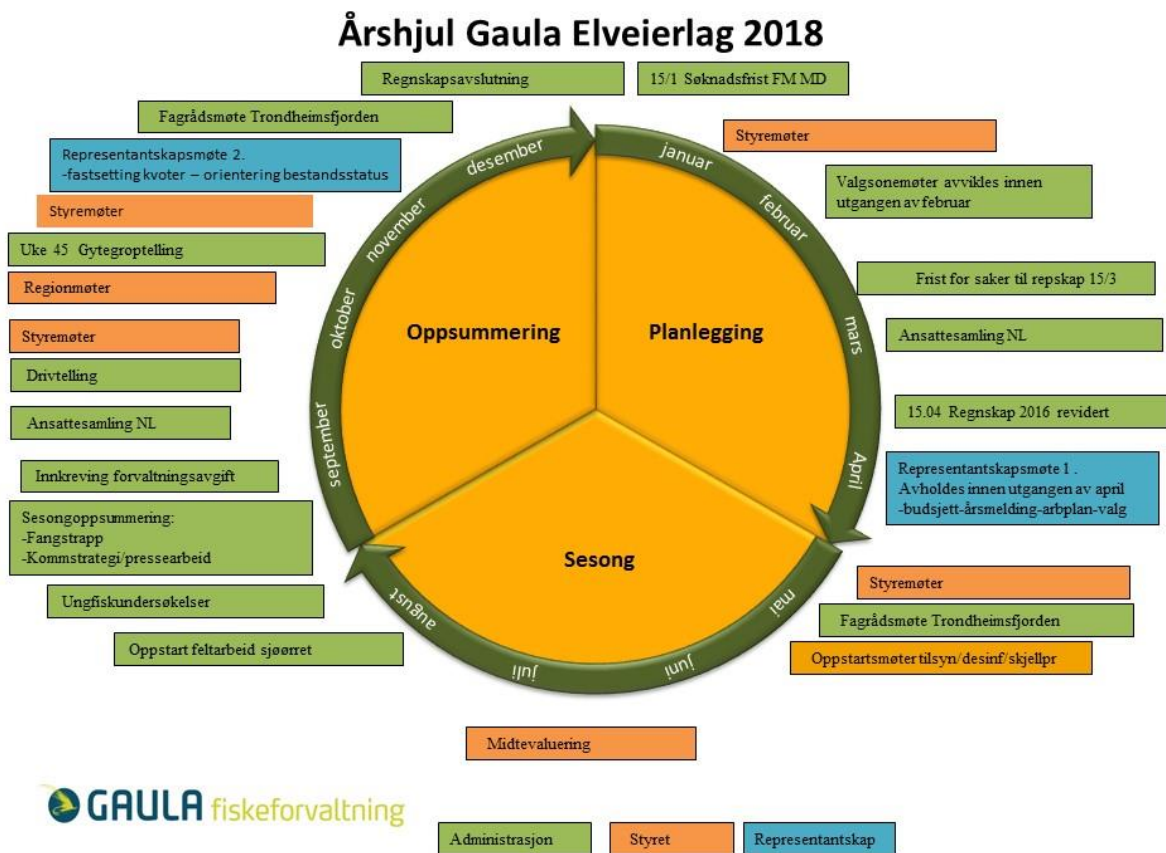 Årshjul Gaula Elveierlag 2018
Regnskapsavslutning
15/1 Søknadsfrist FM MD
Fagrådsmøte Trondheimsfjorden
Styremøter
Representantskapsmøte 2.
-fastsetting kvoter – orientering bestandsstatus
Valgsonemøter avvikles innen
utgangen av februar
Styremøter
Uke 45 Gytegroptelling
Frist for saker til repskap 15/3
Regionmøter
Ansattesamling NL
Styremøter
Drivtelling
15.04 Regnskap 2016 revidert
Ansattesamling NL
Representantskapsmøte 1 .
Avholdes innen utgangen av april
-budsjett-årsmelding-arbplan-valg
Innkreving forvaltningsavgift
Sesongoppsummering:
-Fangstrapp
-Kommstrategi/pressearbeid
Styremøter
Ungfiskundersøkelser
Fagrådsmøte Trondheimsfjorden
Oppstart feltarbeid sjøørret
Oppstartsmøter tilsyn/desinf/skjellpr
Midtevaluering
januar
februar
mars
April
mai
juni
juli
august
september
oktober
november
desember
Oppsummering
Planlegging
Sesong
GAULA fiskeforvaltning
Administrasjon
Styret
Representantskap